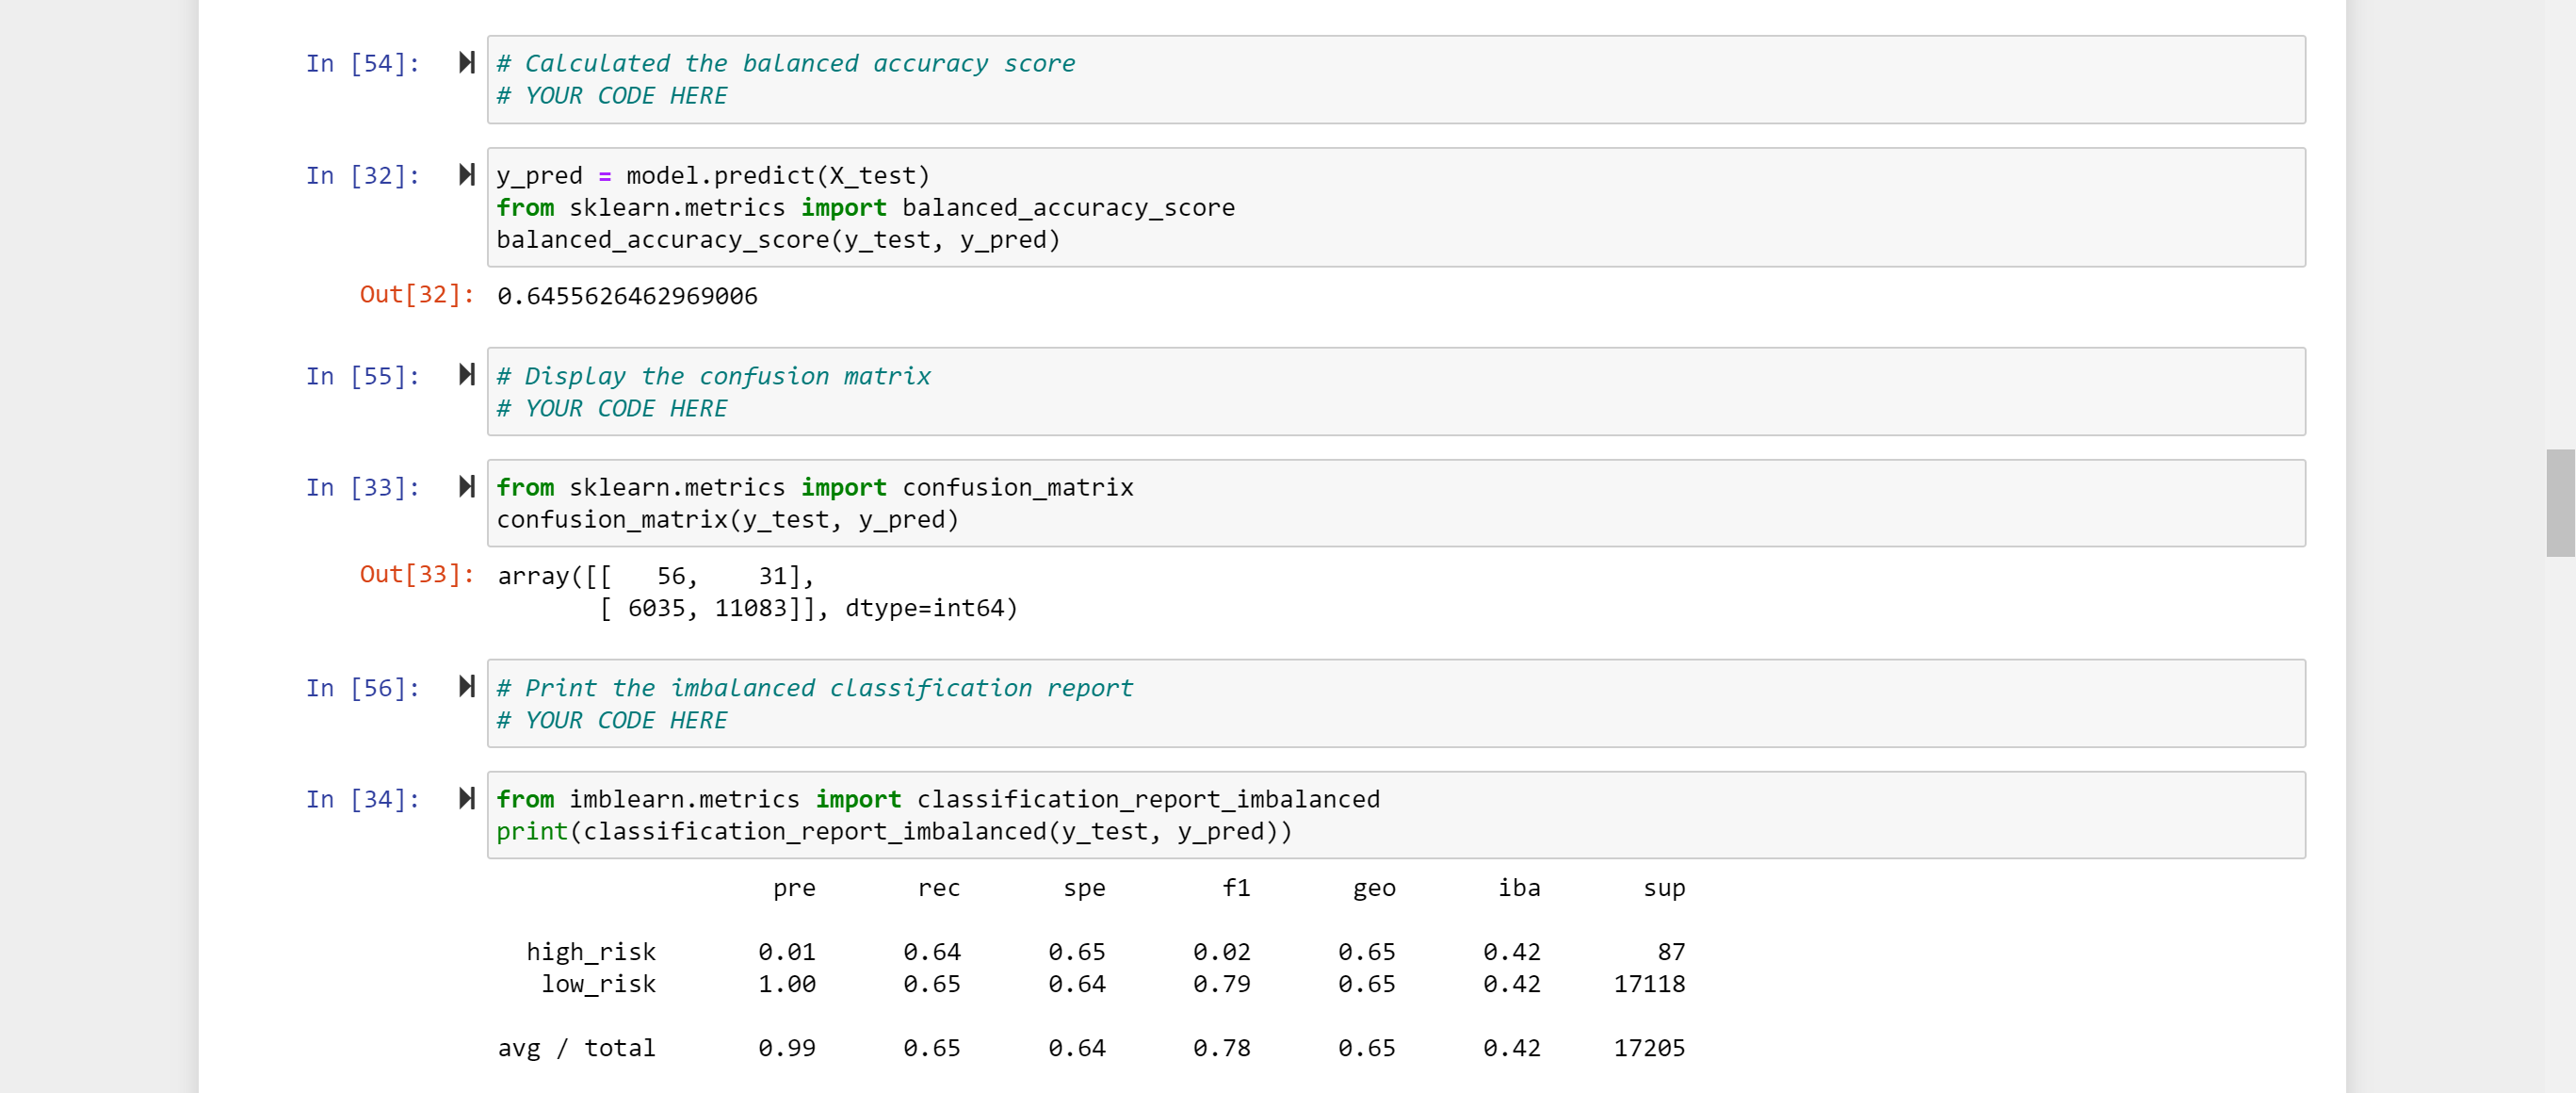 In [54]: # Calculated the balanced accuracy score
# YOUR CODE HERE
In [32]: y_pred = model.predict(X_test)
from sklearn.metrics import balanced_accuracy_score
balanced_accuracy_score(y_test, y_pred)
Out[32]: 0.6455626462969006
In [55]: # Display the confusion matrix
# YOUR CODE HERE
In [33]: from sklearn.metrics import confusion_matrix
confusion_matrix(y_test, y_pred)
Out[33]: array([[   56,    31],
       [ 6035, 11083]], dtype=int64)
In [56]: # Print the imbalanced classification report
# YOUR CODE HERE
In [34]: from imblearn.metrics import classification_report_imbalanced
print(classification_report_imbalanced(y_test, y_pred))
pre rec spe f1 geo iba sup
high_risk 0.01 0.64 0.65 0.02 0.65 0.42 87
low_risk 1.00 0.65 0.64 0.79 0.65 0.42 17118
avg / total 0.99 0.65 0.64 0.78 0.65 0.42 17205